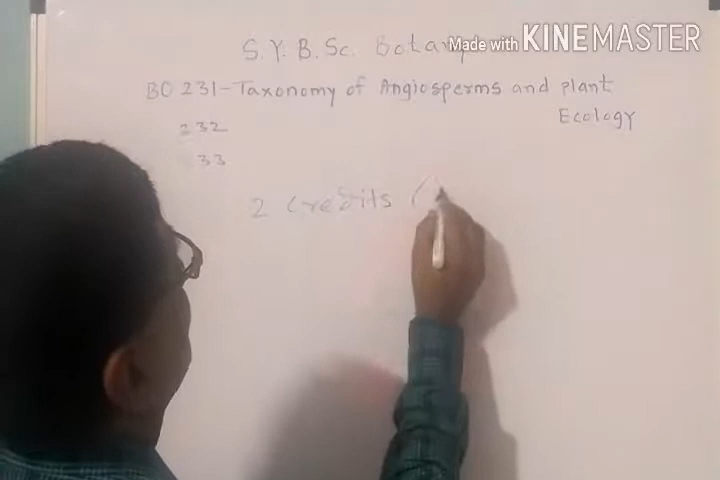 S.Y. B.Sc. Botany
Made with KINEMASTER
BO 231 - Taxonomy of Angiosperms and plant
Ecology
232
33
2 Credits (